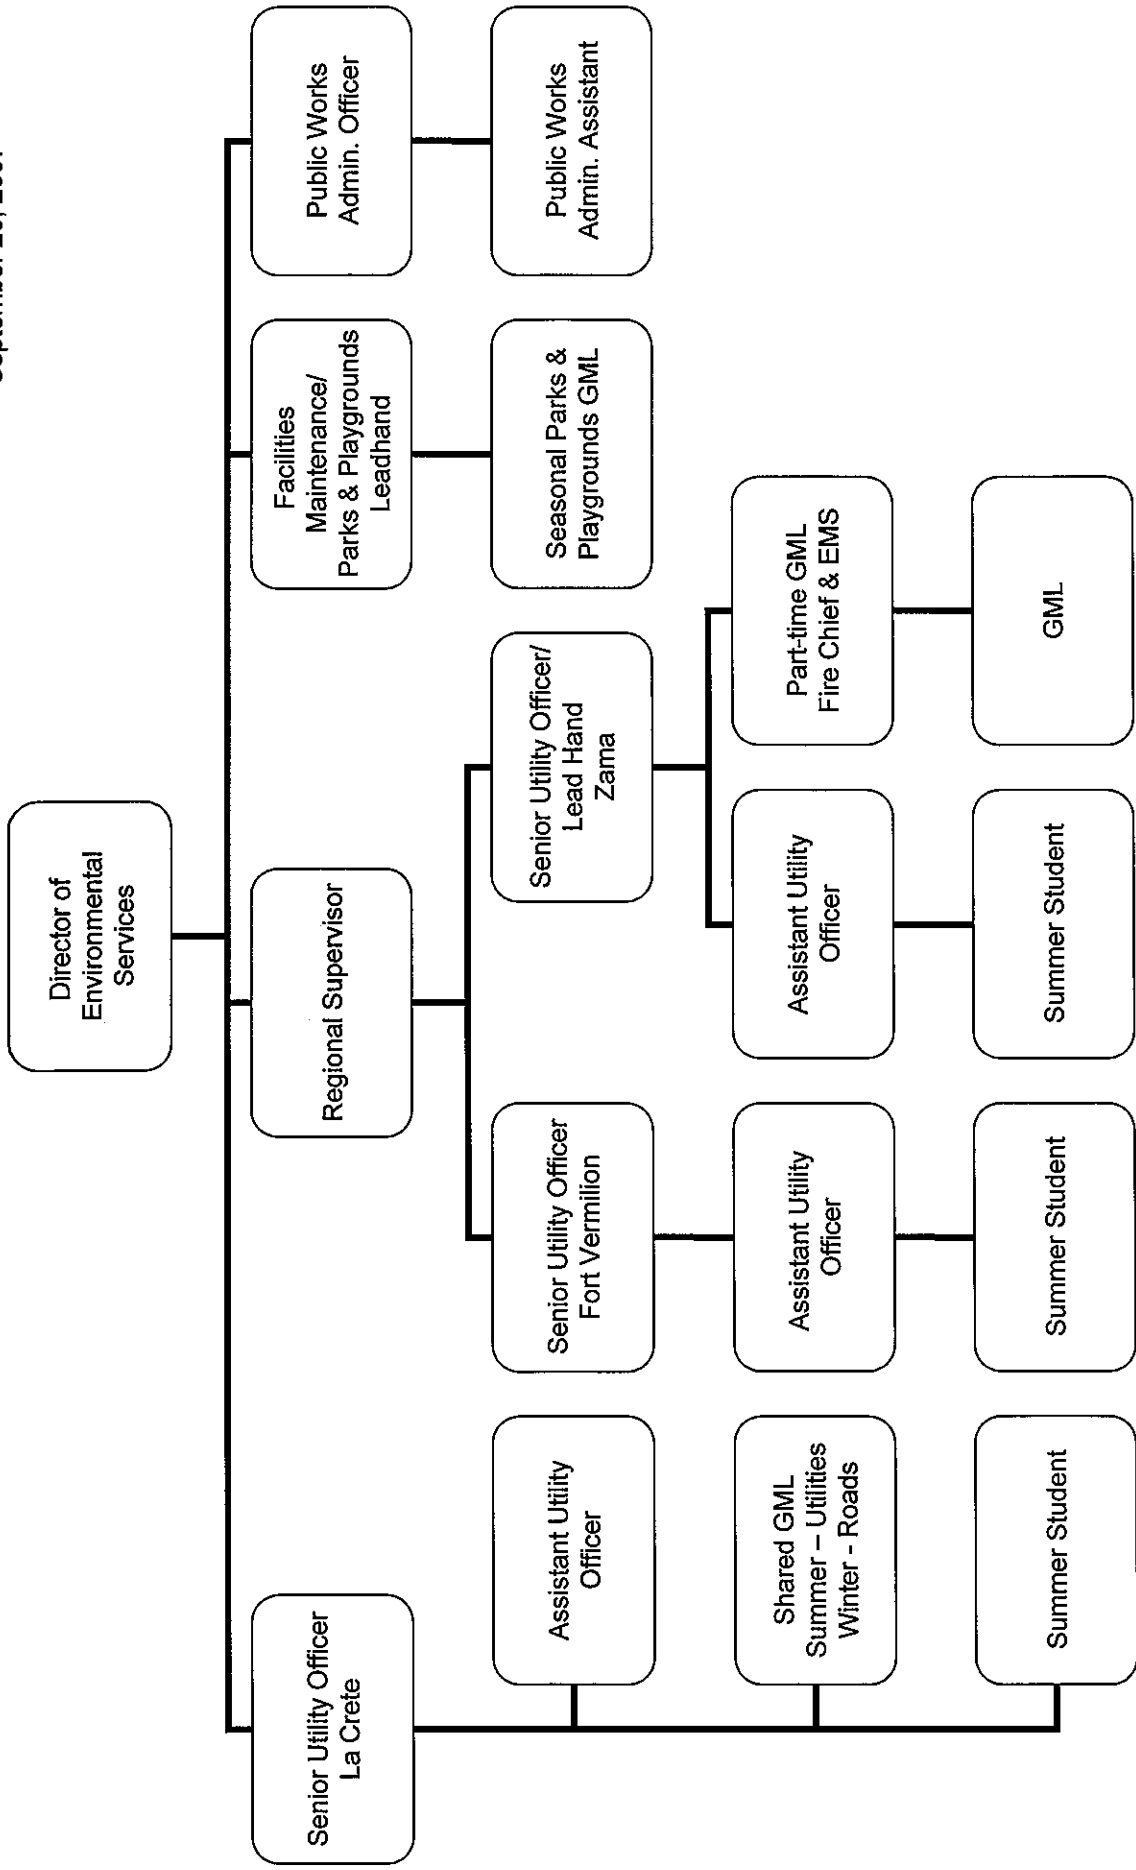 September
Director of
Environmental
Services
Senior Utility Officer
La Crete
Regional Supervisor
Facilities
Maintenance/
Parks & Playgrounds
Leadhand
Public Works
Admin. Officer
Assistant Utility
Officer
Senior Utility Officer
Fort Vermilion
Senior Utility Officer/
Lead Hand
Zama
Seasonal Parks &
Playgrounds GML
Public Works
Admin. Assistant
Shared GML
Summer – Utilities
Winter - Roads
Assistant Utility
Officer
Assistant Utility
Officer
Part-time GML
Fire Chief & EMS
Summer Student
Summer Student
Summer Student
GML